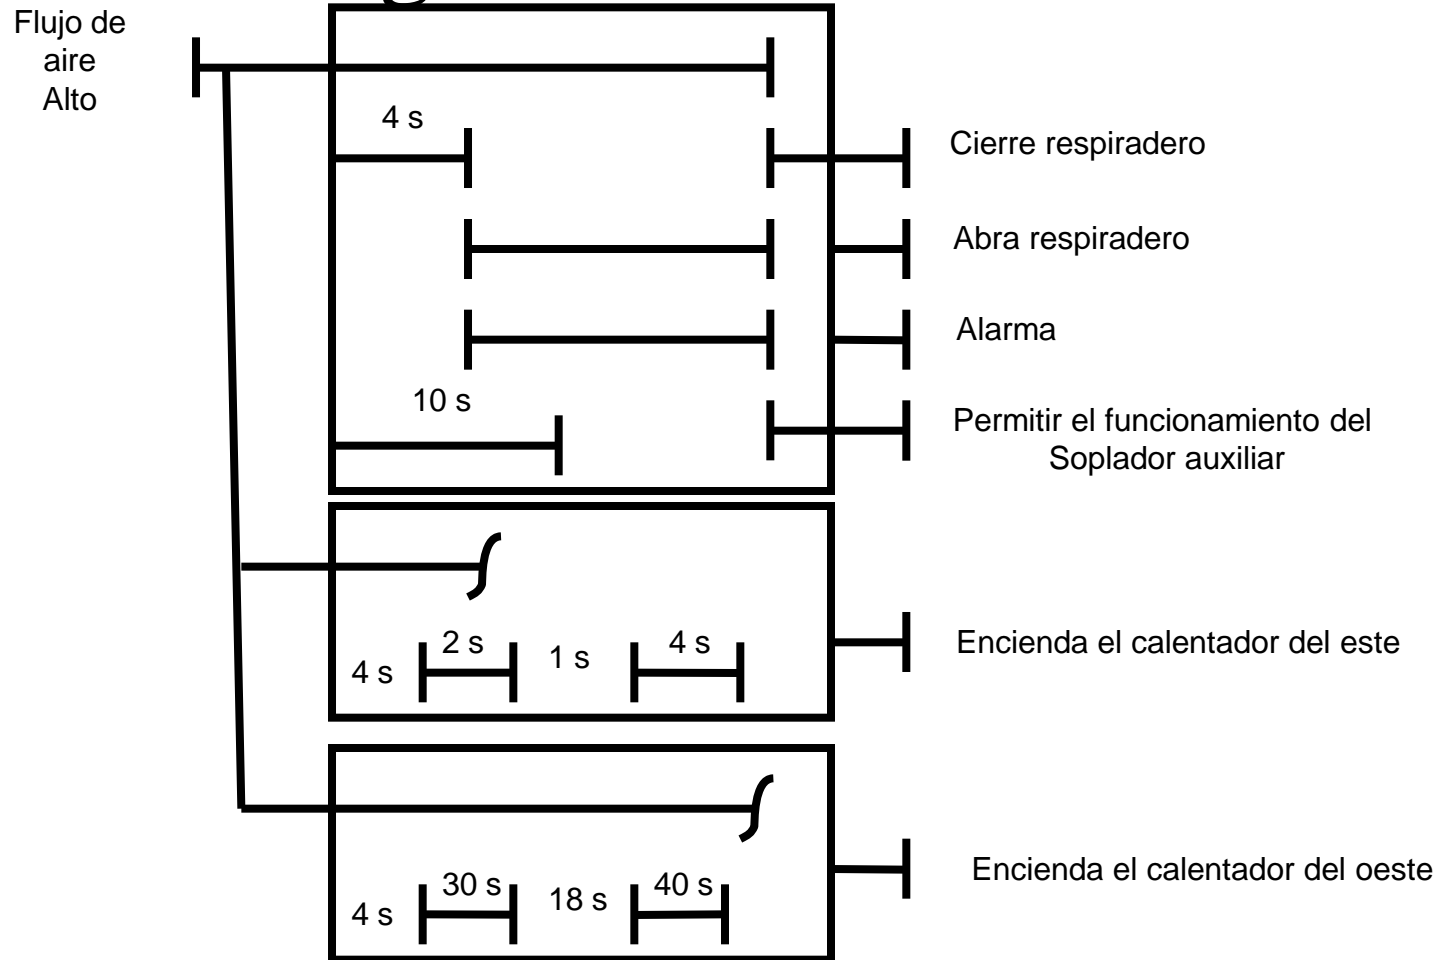 Flujo de
aire
Alto
4 s
Cierre respiradero
Abra respiradero
Alarma
10 s
Permitir el funcionamiento del
Soplador auxiliar
4 s
2 s
1 s
4 s
Encienda el calentador del este
4 s
30 s
18 s
40 s
Encienda el calentador del oeste